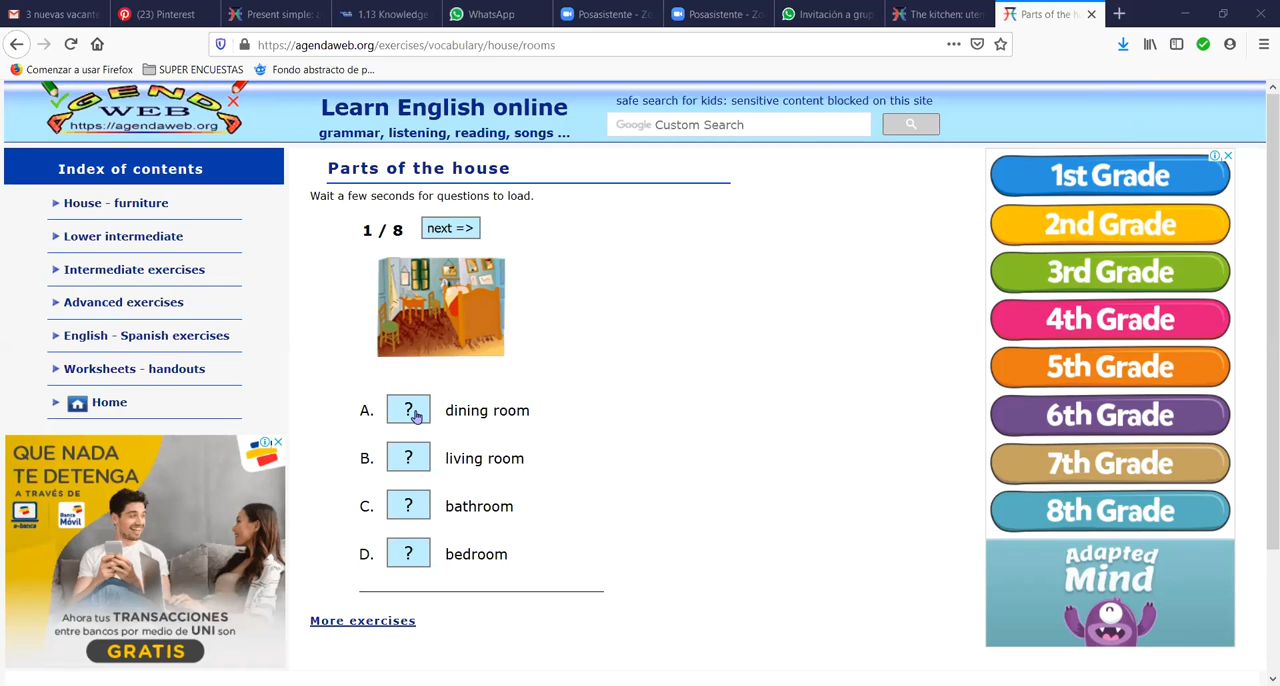 3 nuevas vacant
(23) Pinterest
Present simple: a
1.13 Knowledge
WhatsApp
Posasistente - Zo
Posasistente - Zo
Invitación a grup
The kitchen: uten
Parts of the ho
https://agendaweb.org/exercises/vocabulary/house/rooms
Comenzar a usar Firefox
SUPER ENCUESTAS
Fondo abstracto de p...
GEND
WEB
https://agendaweb.org
Learn English online
grammar, listening, reading, songs ...
safe search for kids: sensitive content blocked on this site
Google Custom Search
Index of contents
House - furniture
Lower intermediate
Intermediate exercises
Advanced exercises
English - Spanish exercises
Worksheets - handouts
Home
QUE NADA
TE DETENGA
A TRAVÉS DE
e-banca
Banca
Móvil
Ahora tus TRANSACCIONES
entre bancos por medio de UNI son
GRATIS
Parts of the house
Wait a few seconds for questions to load.
1 / 8
next =>
A. ? dining room
B. ? living room
C. ? bathroom
D. ? bedroom
More exercises
1st Grade
2nd Grade
3rd Grade
4th Grade
5th Grade
6th Grade
7th Grade
8th Grade
Adapted
Mind